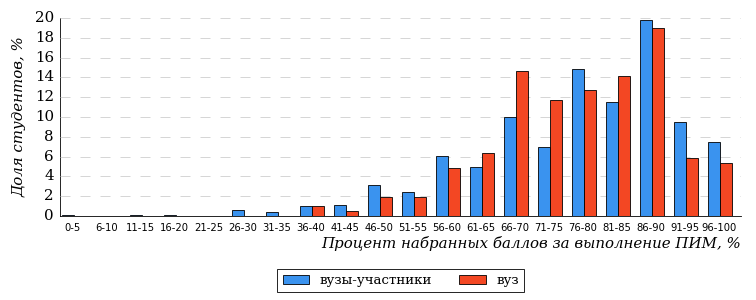 Доля студентов, %
20
18
16
14
12
10
8
6
4
2
0
0-5 6-10 11-15 16-20 21-25 26-30 31-35 36-40 41-45 46-50 51-55 56-60 61-65 66-70 71-75 76-80 81-85 86-90 91-95 96-100
Процент набранных баллов за выполнение ПИМ, %
вузы-участники вуз